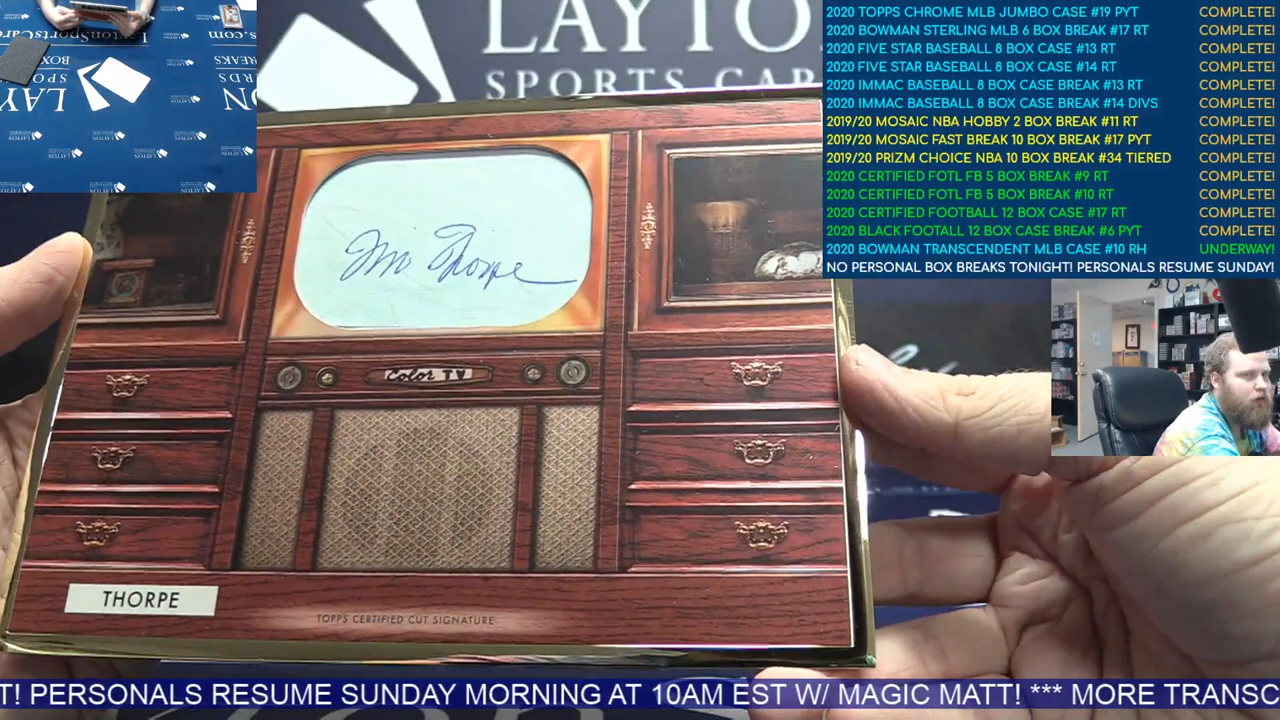 LAYTO
SPORTS CAR
2020 TOPPS CHROME MLB JUMBO CASE #19 PYT COMPLETE!
2020 BOWMAN STERLING MLB 6 BOX BREAK #17 RT COMPLETE!
2020 FIVE STAR BASEBALL 8 BOX CASE #13 RT COMPLETE!
2020 FIVE STAR BASEBALL 8 BOX CASE #14 RT COMPLETE!
2020 IMMAC BASEBALL 8 BOX CASE BREAK #13 RT COMPLETE!
2020 IMMAC BASEBALL 8 BOX CASE BREAK #14 DIVS COMPLETE!
2019/20 MOSAIC NBA HOBBY 2 BOX BREAK #11 RT COMPLETE!
2019/20 MOSAIC FAST BREAK 10 BOX BREAK #17 PYT COMPLETE!
2019/20 PRIZM CHOICE NBA 10 BOX BREAK #34 TIERED COMPLETE!
2020 CERTIFIED FOTL FB 5 BOX BREAK #9 RT COMPLETE!
2020 CERTIFIED FOTL FB 5 BOX BREAK #10 RT COMPLETE!
2020 CERTIFIED FOOTBALL 12 BOX CASE #17 RT COMPLETE!
2020 BLACK FOOTALL 12 BOX CASE BREAK #6 PYT COMPLETE!
2020 BOWMAN TRANSCENDENT MLB CASE #10 RH UNDERWAY!
NO PERSONAL BOX BREAKS TONIGHT! PERSONALS RESUME SUNDAY!
Jim Thorpe
Color TV
THORPE
TOPPS CERTIFIED CUT SIGNATURE
T! PERSONALS RESUME SUNDAY MORNING AT 10AM EST W/ MAGIC MATT! *** MORE TRANSC